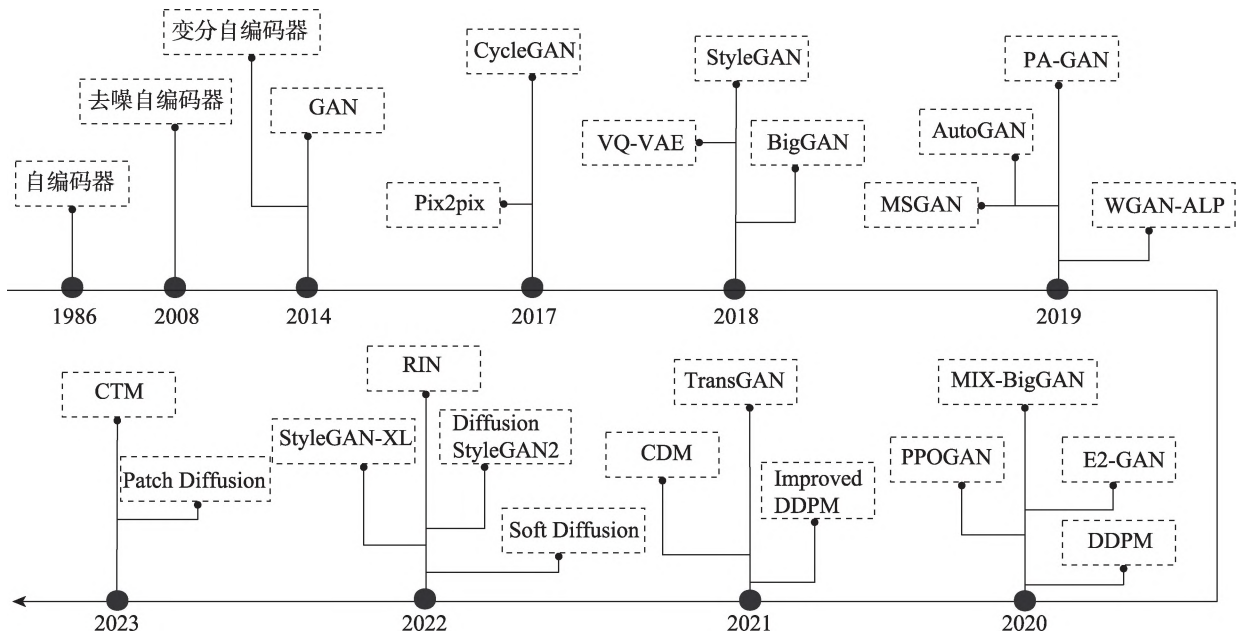 变分自编码器
CycleGAN
StyleGAN
PA-GAN
去噪自编码器
GAN
VQ-VAE
BigGAN
AutoGAN
自编码器
Pix2pix
MSGAN
WGAN-ALP
1986
2008
2014
2017
2018
2019
CTM
RIN
TransGAN
MIX-BigGAN
StyleGAN-XL
Diffusion
StyleGAN2
CDM
PPOGAN
E2-GAN
Patch Diffusion
Improved
DDPM
Soft Diffusion
DDPM
2023
2022
2021
2020